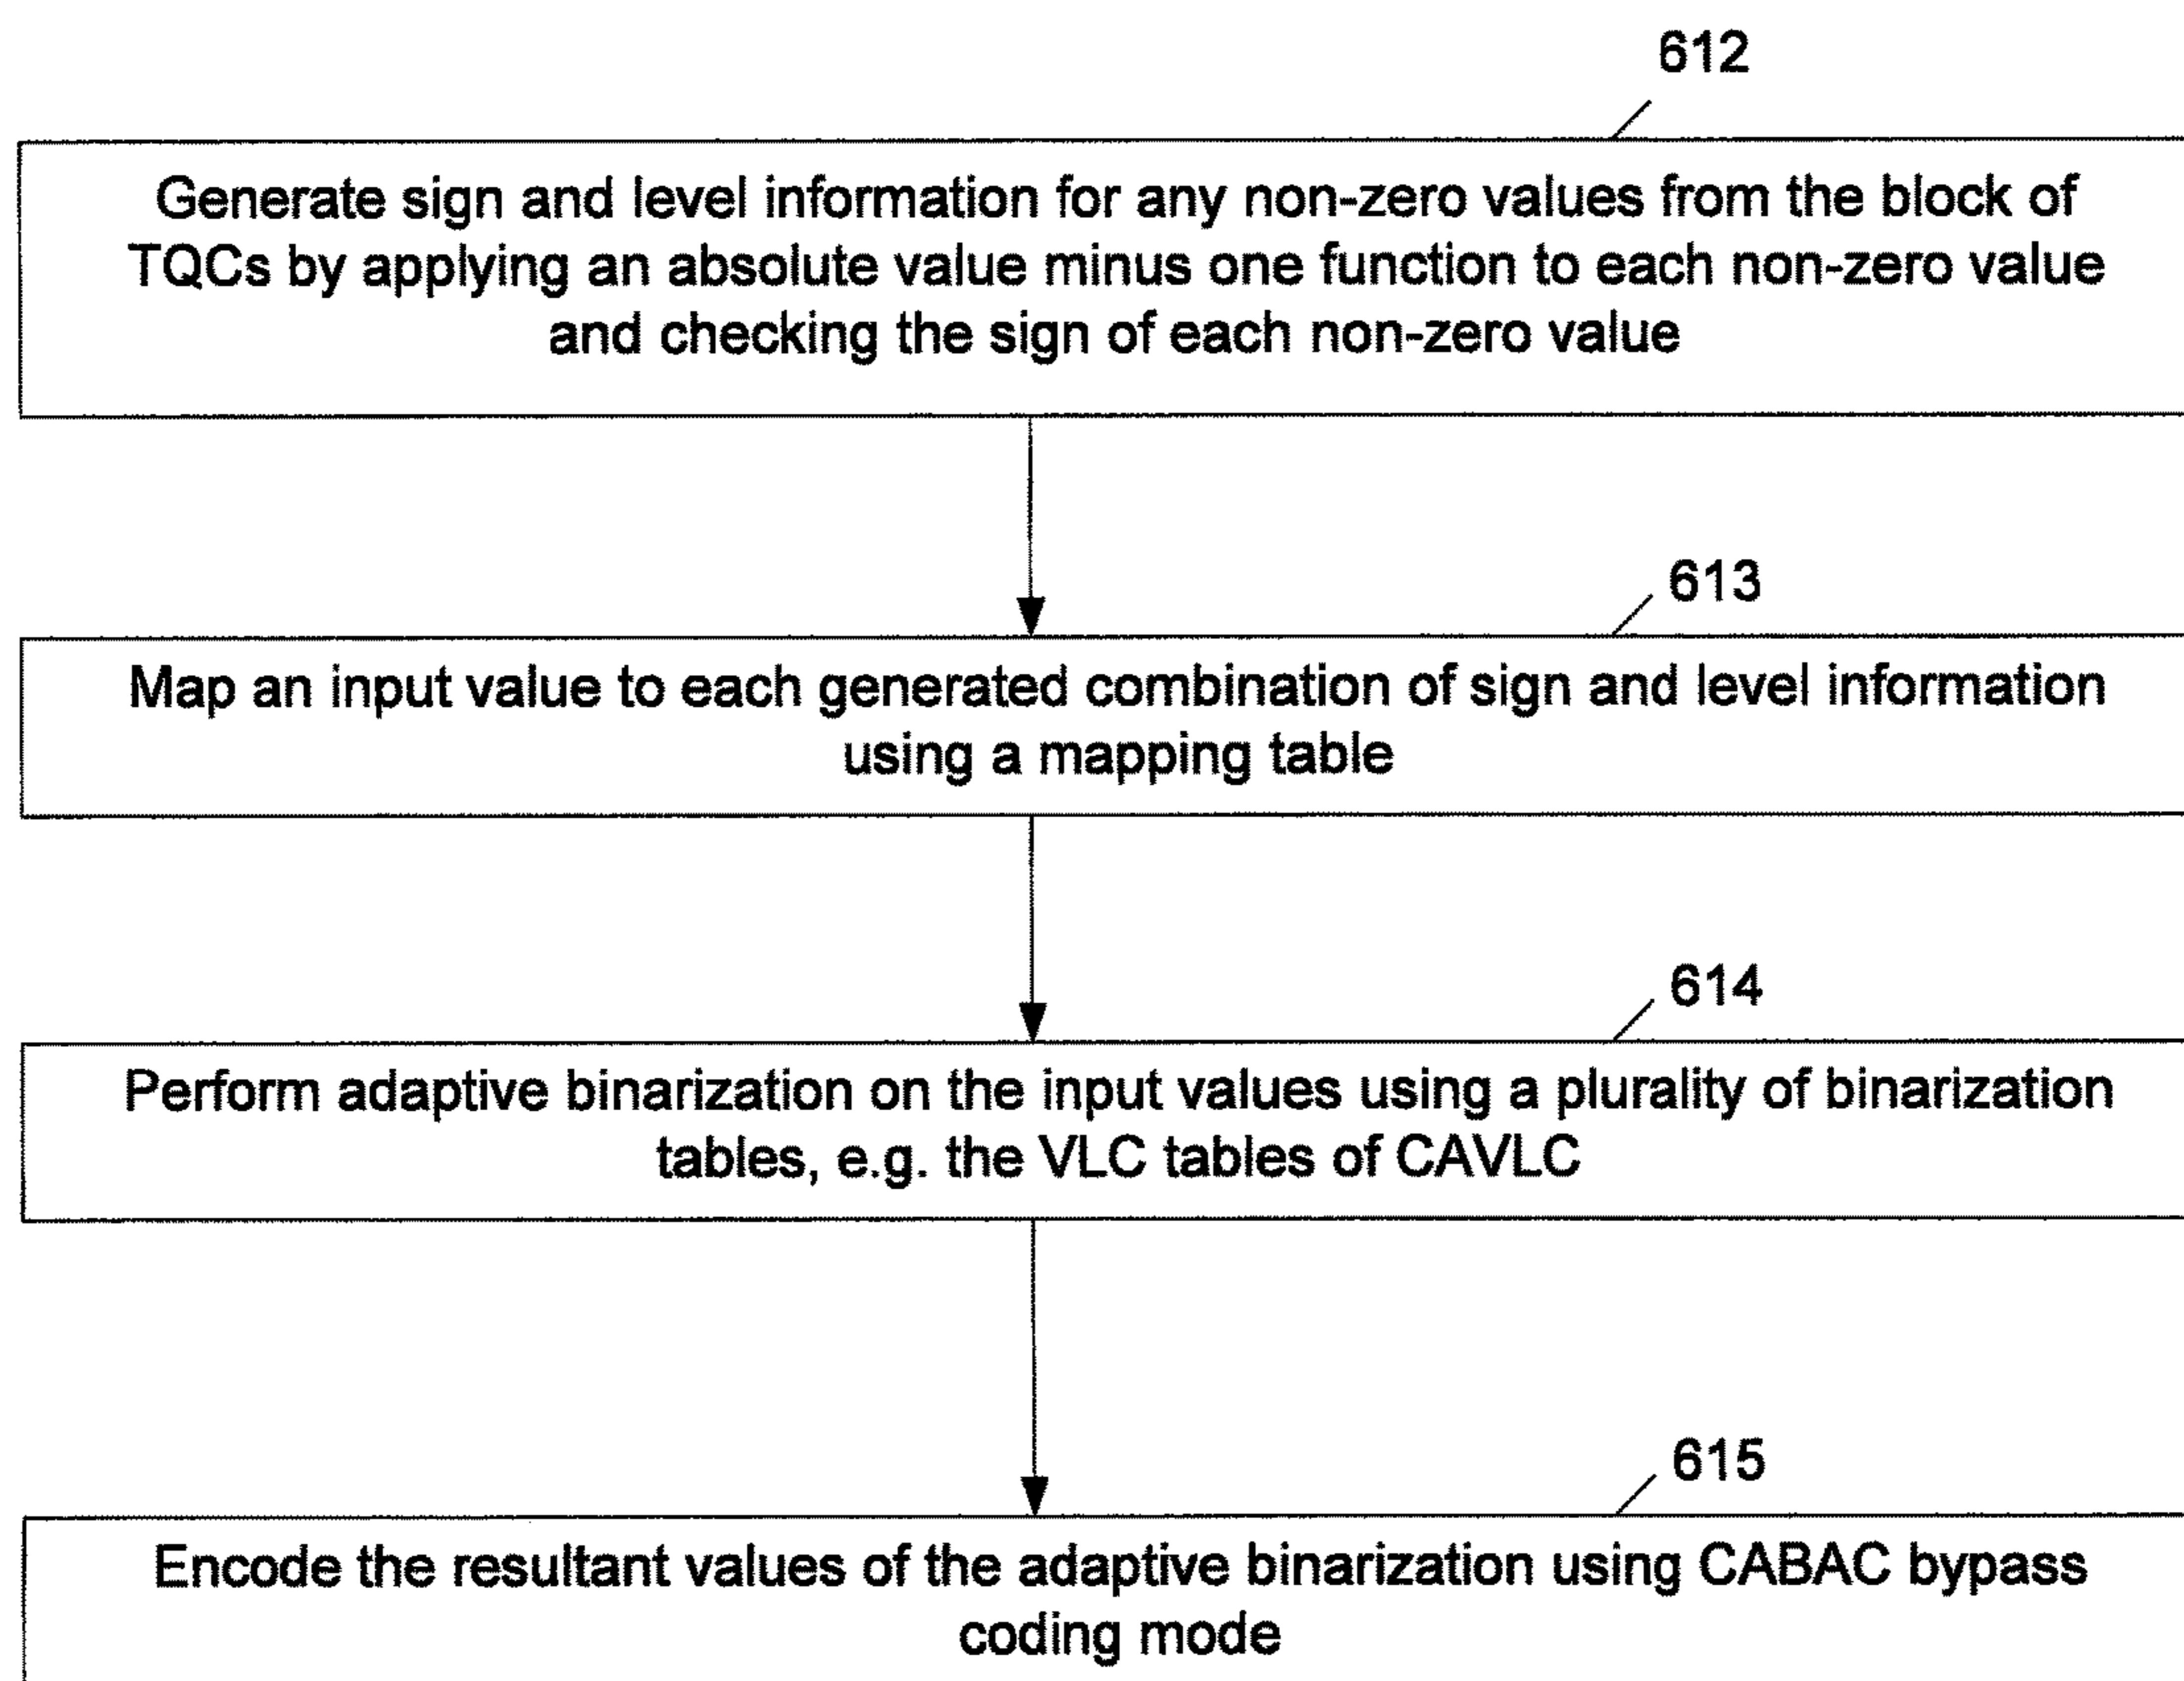 612
Generate sign and level information for any non-zero values from the block of
TQCs by applying an absolute value minus one function to each non-zero value
and checking the sign of each non-zero value
613
Map an input value to each generated combination of sign and level information
using a mapping table
614
Perform adaptive binarization on the input values using a plurality of binarization
tables, e.g. the VLC tables of CAVLC
615
Encode the resultant values of the adaptive binarization using CABAC bypass
coding mode